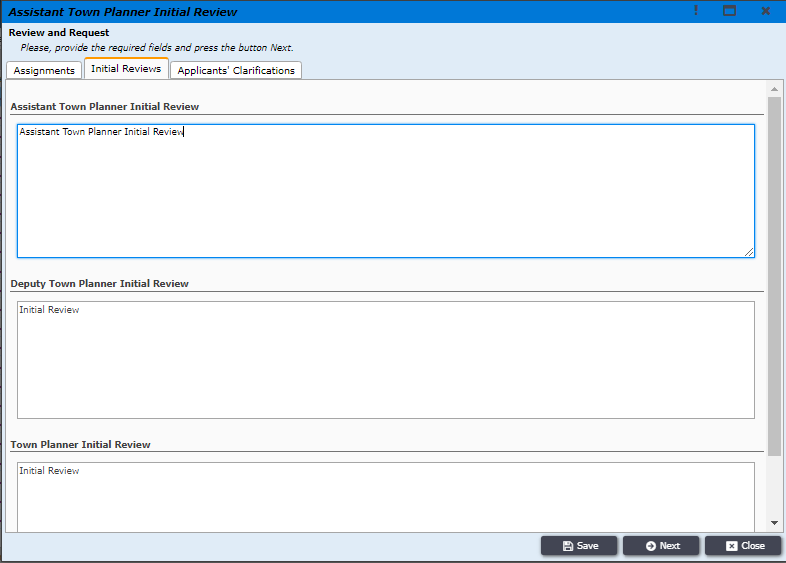 Assistant Town Planner Initial Review
Review and Request
Please, provide the required fields and press the button Next.
Assignments
Initial Reviews
Applicants' Clarifications
Assistant Town Planner Initial Review
Assistant Town Planner Initial Review
Deputy Town Planner Initial Review
Initial Review
Town Planner Initial Review
Initial Review
Save
Next
Close